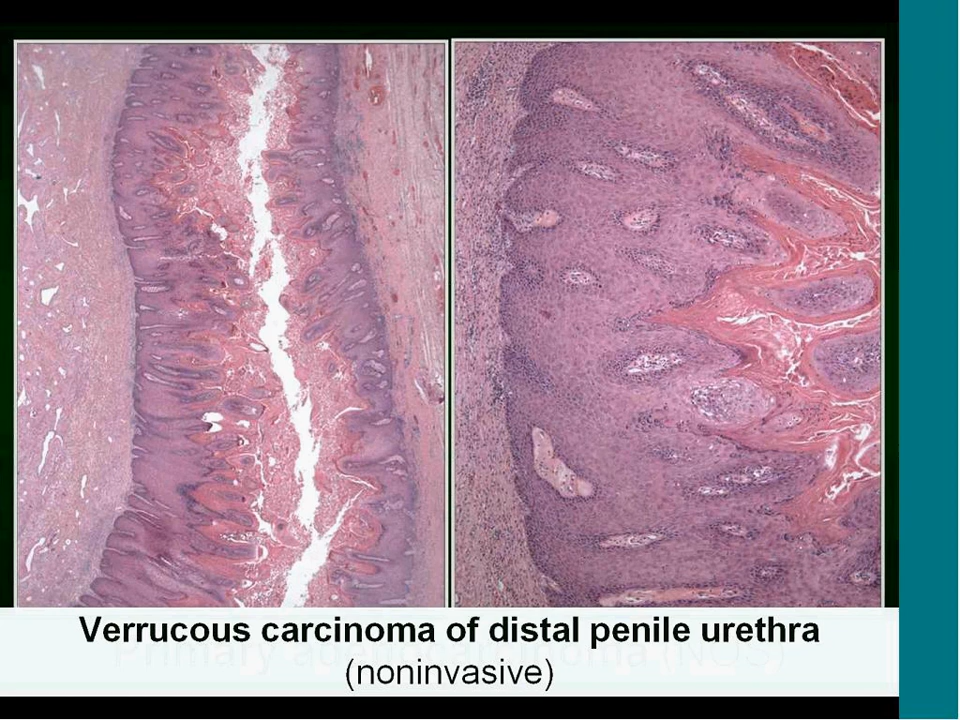 Verrucous carcinoma of distal penile urethra
(noninvasive)